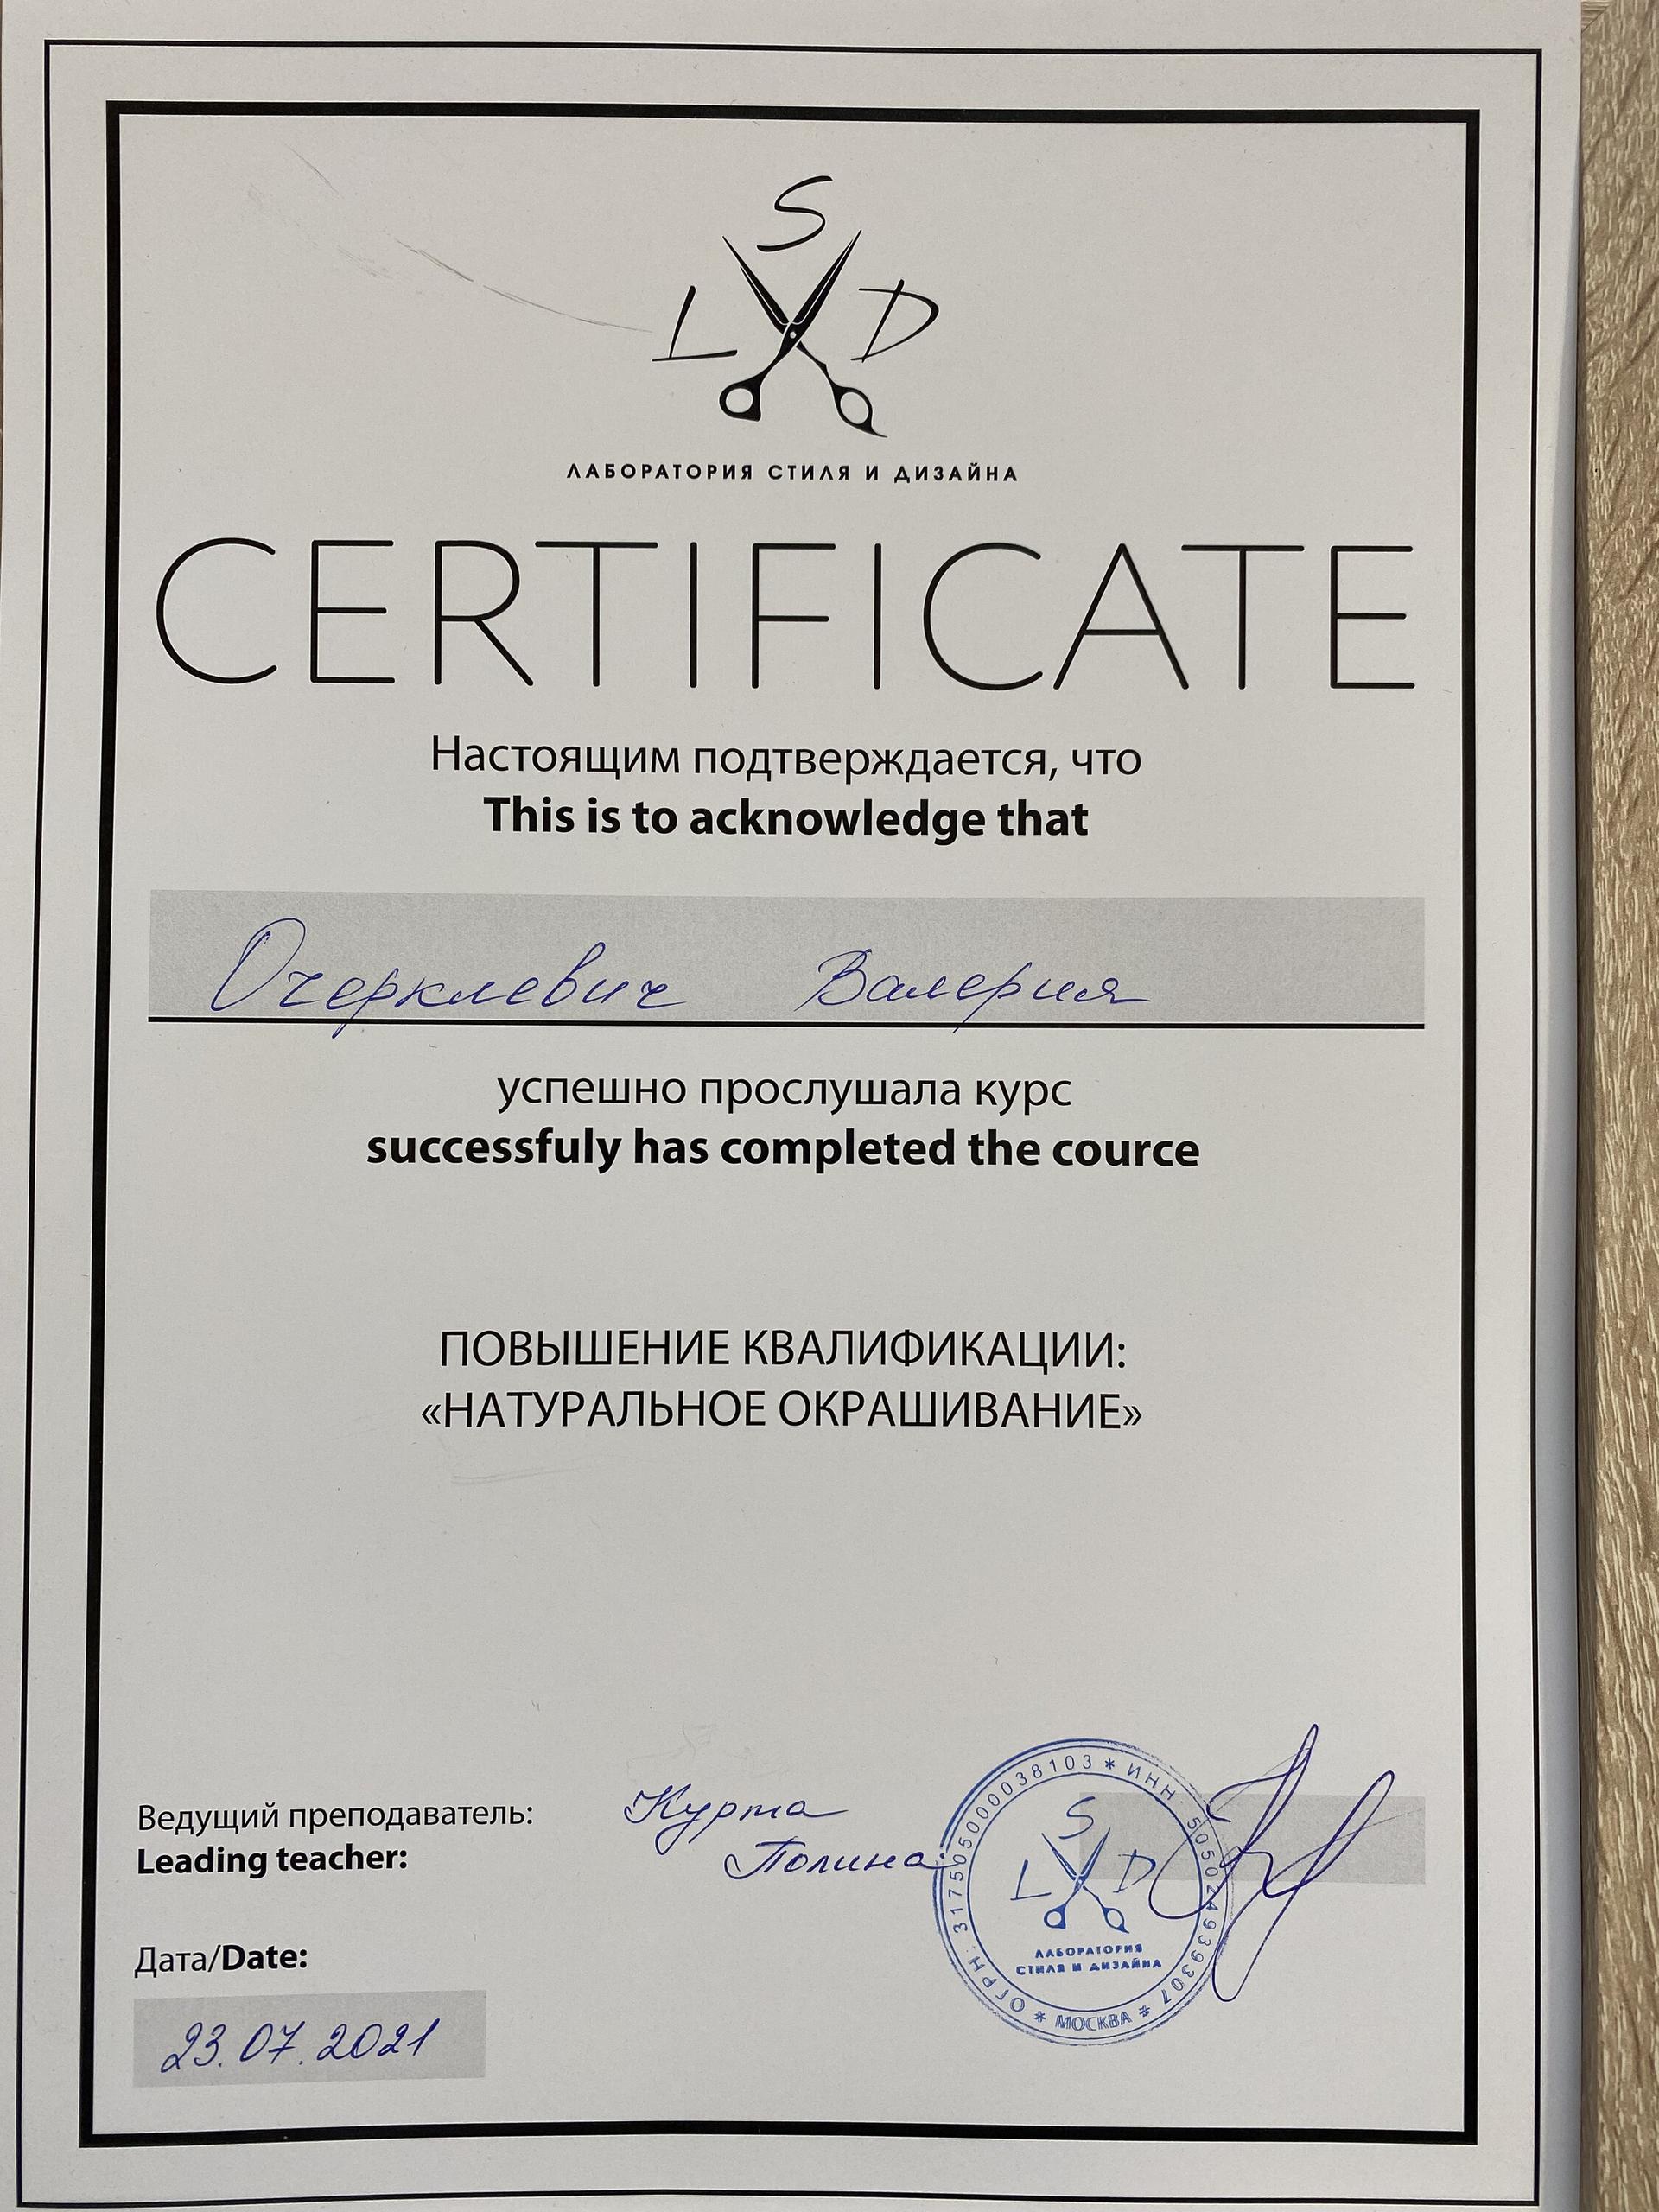 L S D
ЛАБОРАТОРИЯ СТИЛЯ И ДИЗАЙНА
CERTIFICATE
Настоящим подтверждается, что
This is to acknowledge that
Очерклевич Валерия
успешно прослушала курс
successfuly has completed the cource
ПОВЫШЕНИЕ КВАЛИФИКАЦИИ:
«НАТУРАЛЬНОЕ ОКРАШИВАНИЕ»
Ведущий преподаватель:
Leading teacher:
Курта
Полина
ОГРН: 317505000038103 * ИНН: 505024939307 * МОСКВА *
L S D
ЛАБОРАТОРИЯ
СТИЛЯ И ДИЗАЙНА
Дата/Date:
23.07.2021